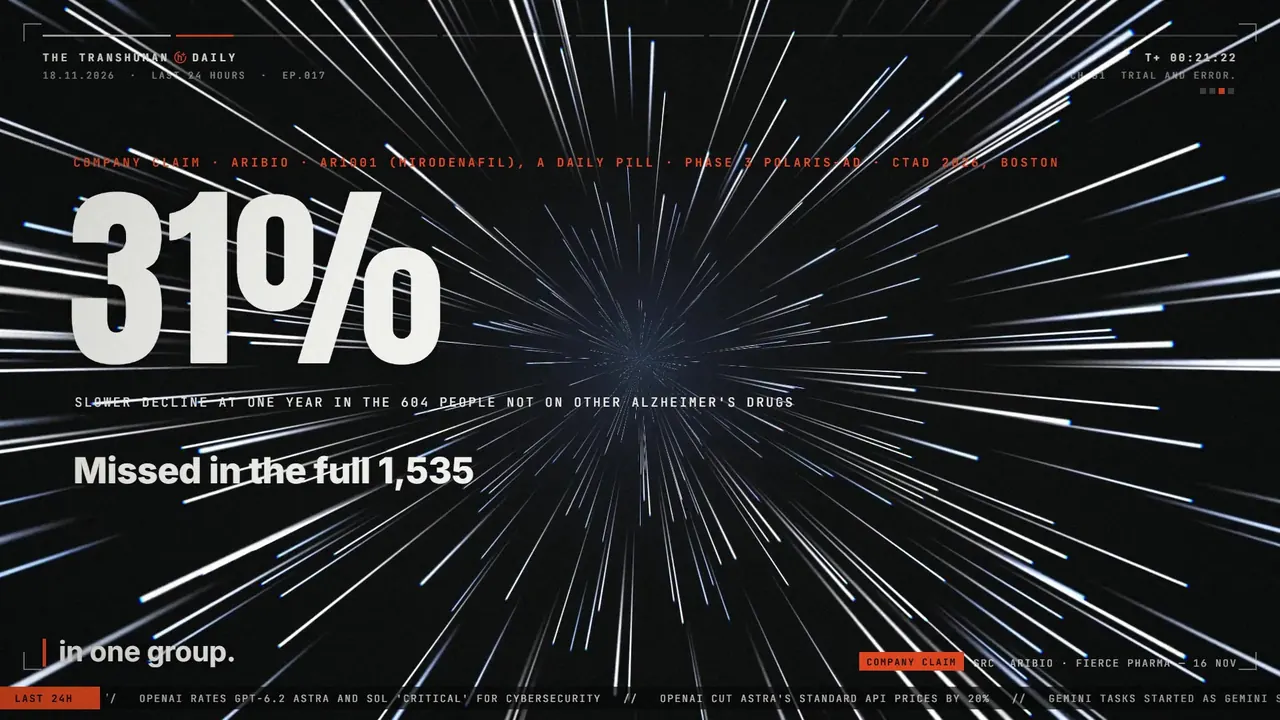 THE TRANSHUMAN DAILY
18.11.2026 · LAST 24 HOURS · EP.017
T+ 00:21:22
TRIAL AND ERROR.
COMPANY CLAIM · ARIBIO · AR1001 (MIRODENAFIL), A DAILY PILL · PHASE 3 POLARIS-AD · CTAD 2026, BOSTON
31%
SLOWER DECLINE AT ONE YEAR IN THE 604 PEOPLE NOT ON OTHER ALZHEIMER'S DRUGS
Missed in the full 1,535
in one group.
COMPANY CLAIM SRC ARIBIO · FIERCE PHARMA — 16 NOV
LAST 24H // OPENAI RATES GPT-6.2 ASTRA AND SOL 'CRITICAL' FOR CYBERSECURITY // OPENAI CUT ASTRA'S STANDARD API PRICES BY 20% // GEMINI TASKS STARTED AS GEMINI S